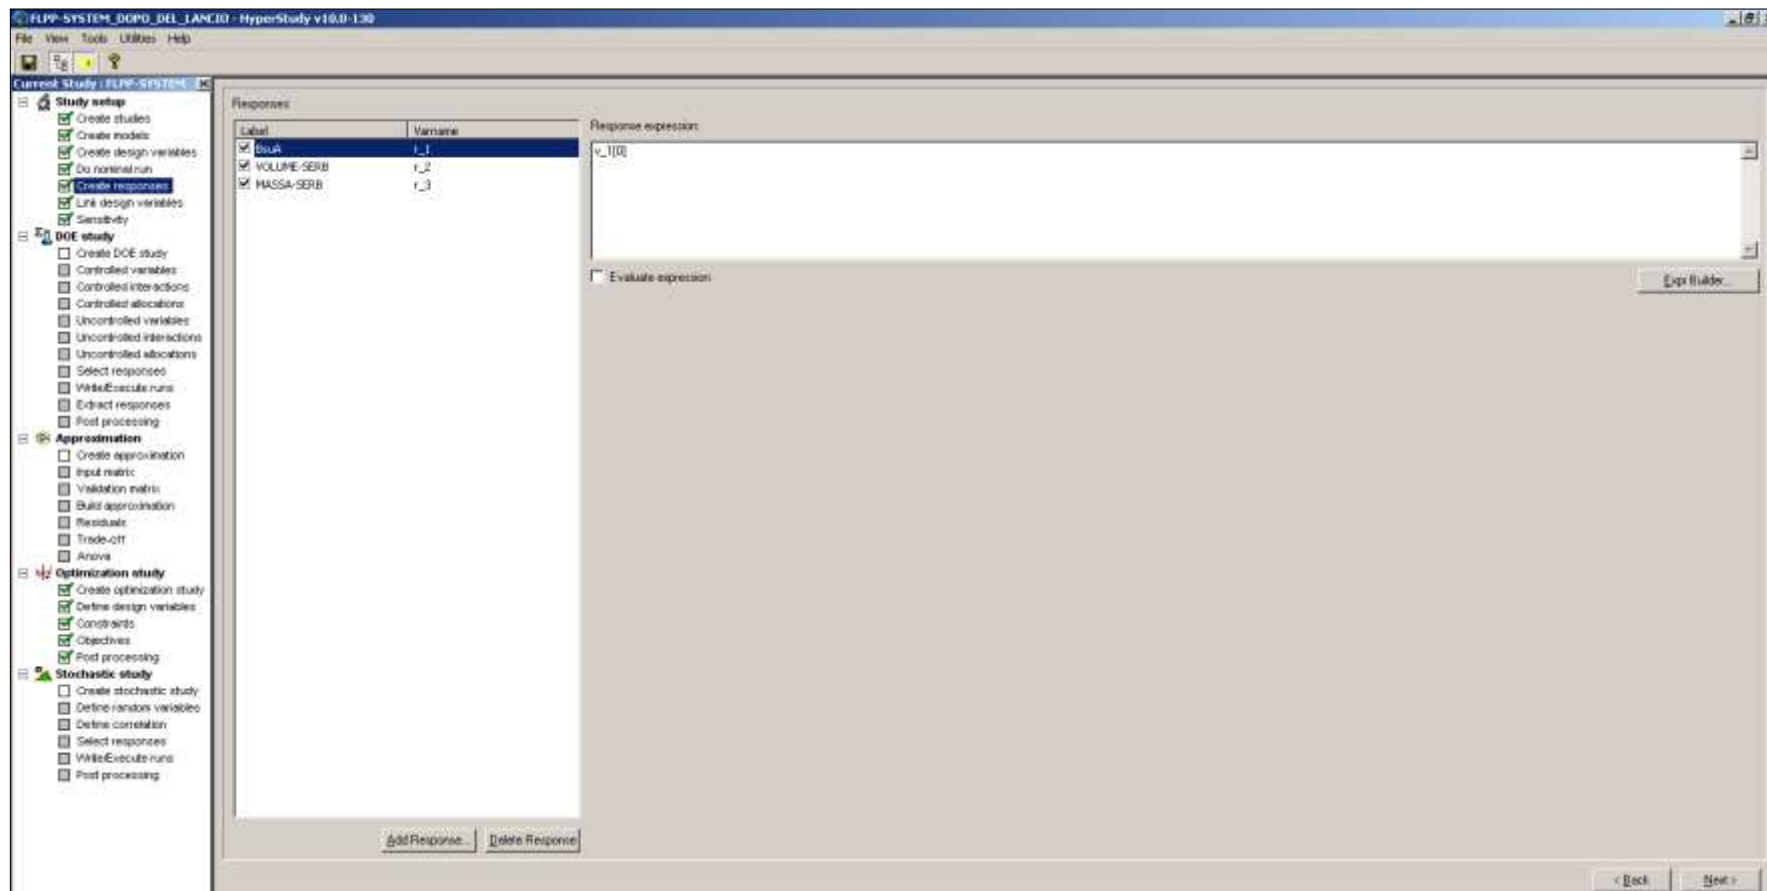 FLPP-SYSTEM_DOPO_DEL_LANCIO - HyperStudy v10.0-130
File View Tools Utilities Help
Current Study : FLPP-SYSTEM
Study setup
Create studies
Create models
Create design variables
Do nominal run
Create responses
Link design variables
Sensitivity
DOE study
Create DOE study
Controlled variables
Controlled interactions
Controlled allocations
Uncontrolled variables
Uncontrolled interactions
Uncontrolled allocations
Select responses
Write/Execute runs
Extract responses
Post processing
Approximation
Create approximation
Input matrix
Validation matrix
Build approximation
Residuals
Trade-off
Anova
Optimization study
Create optimization study
Define design variables
Constraints
Objectives
Post processing
Stochastic study
Create stochastic study
Define random variables
Define correlation
Select responses
Write/Execute runs
Post processing
Responses
Label Varname
BsuA r_1
VOLUME-SERB r_2
MASSA-SERB r_3
Add Response... Delete Response
Response expression:
v_1[0]
Evaluate expression
Expr Builder...
< Back Next >